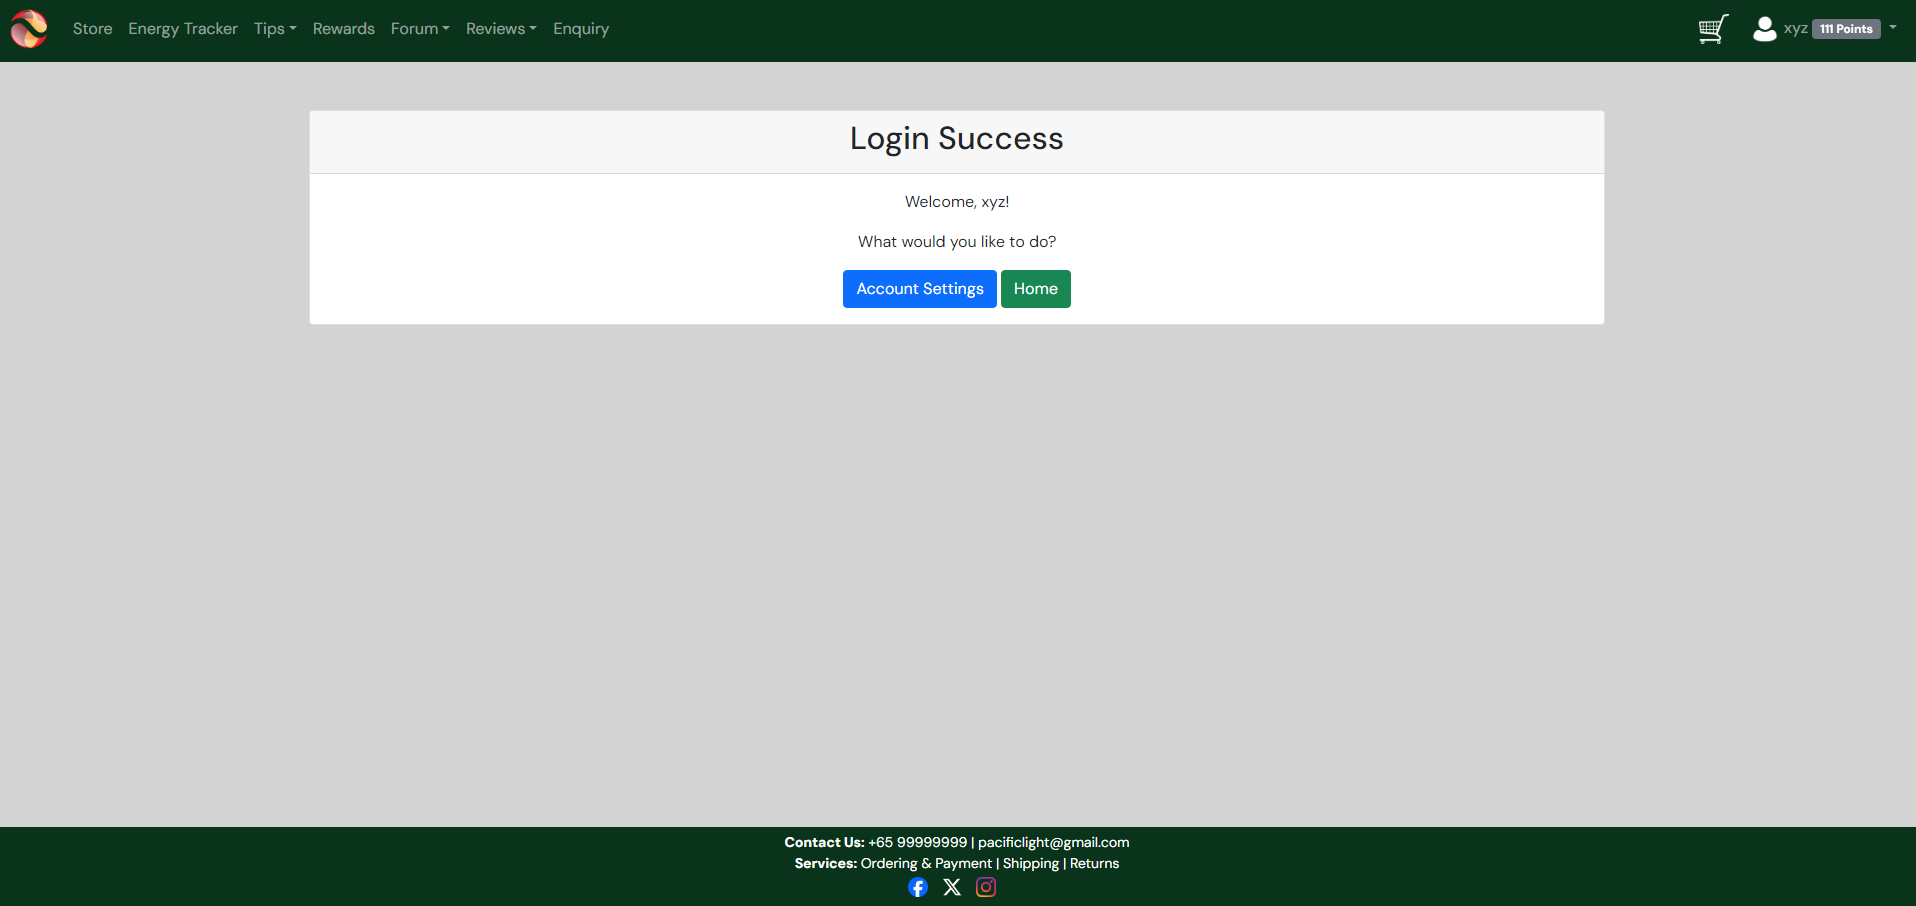 Store Energy Tracker Tips Rewards Forum Reviews Enquiry xyz 111 Points
Login Success
Welcome, xyz!
What would you like to do?
Account Settings Home
Contact Us: +65 99999999 | pacificlight@gmail.com
Services: Ordering & Payment | Shipping | Returns